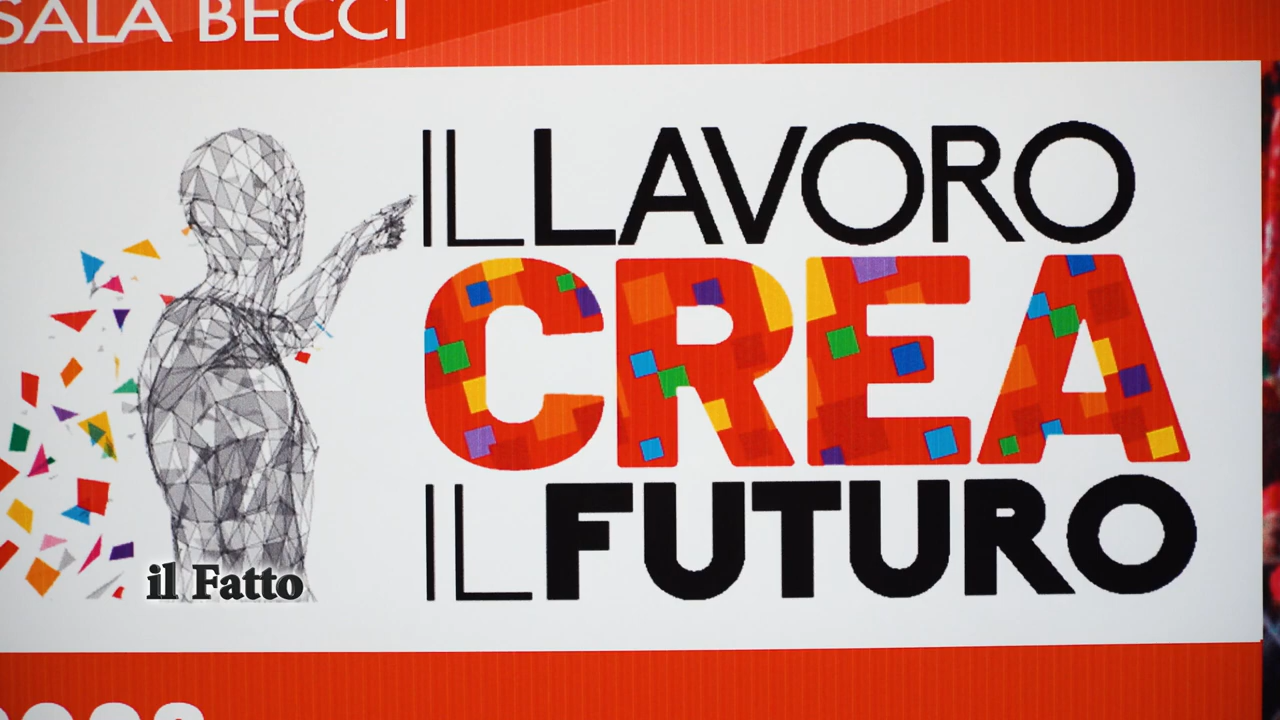 SALA BECCI
IL LAVORO
CREA
IL FUTURO
il Fatto